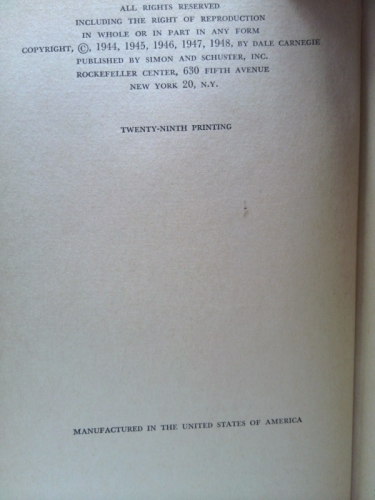 ALL RIGHTS RESERVED
INCLUDING THE RIGHT OF REPRODUCTION
IN WHOLE OR IN PART IN ANY FORM
COPYRIGHT, ©, 1944, 1945, 1946, 1947, 1948, BY DALE CARNEGIE
PUBLISHED BY SIMON AND SCHUSTER, INC.
ROCKEFELLER CENTER, 630 FIFTH AVENUE
NEW YORK 20, N.Y.
TWENTY-NINTH PRINTING
MANUFACTURED IN THE UNITED STATES OF AMERICA